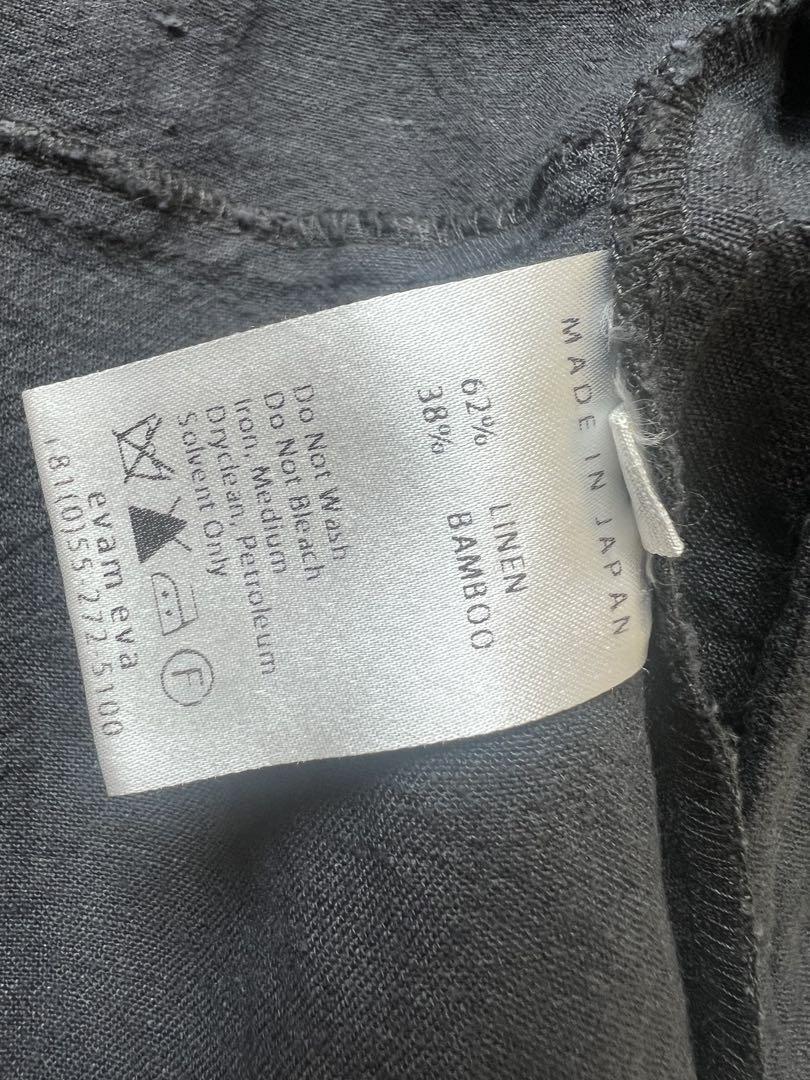 MADE IN JAPAN
62% LINEN
38% BAMBOO
Do Not Wash
Do Not Bleach
Iron, Medium
Dryclean, Petroleum
Solvent Only
F
evam eva
81(0)55 272 5100